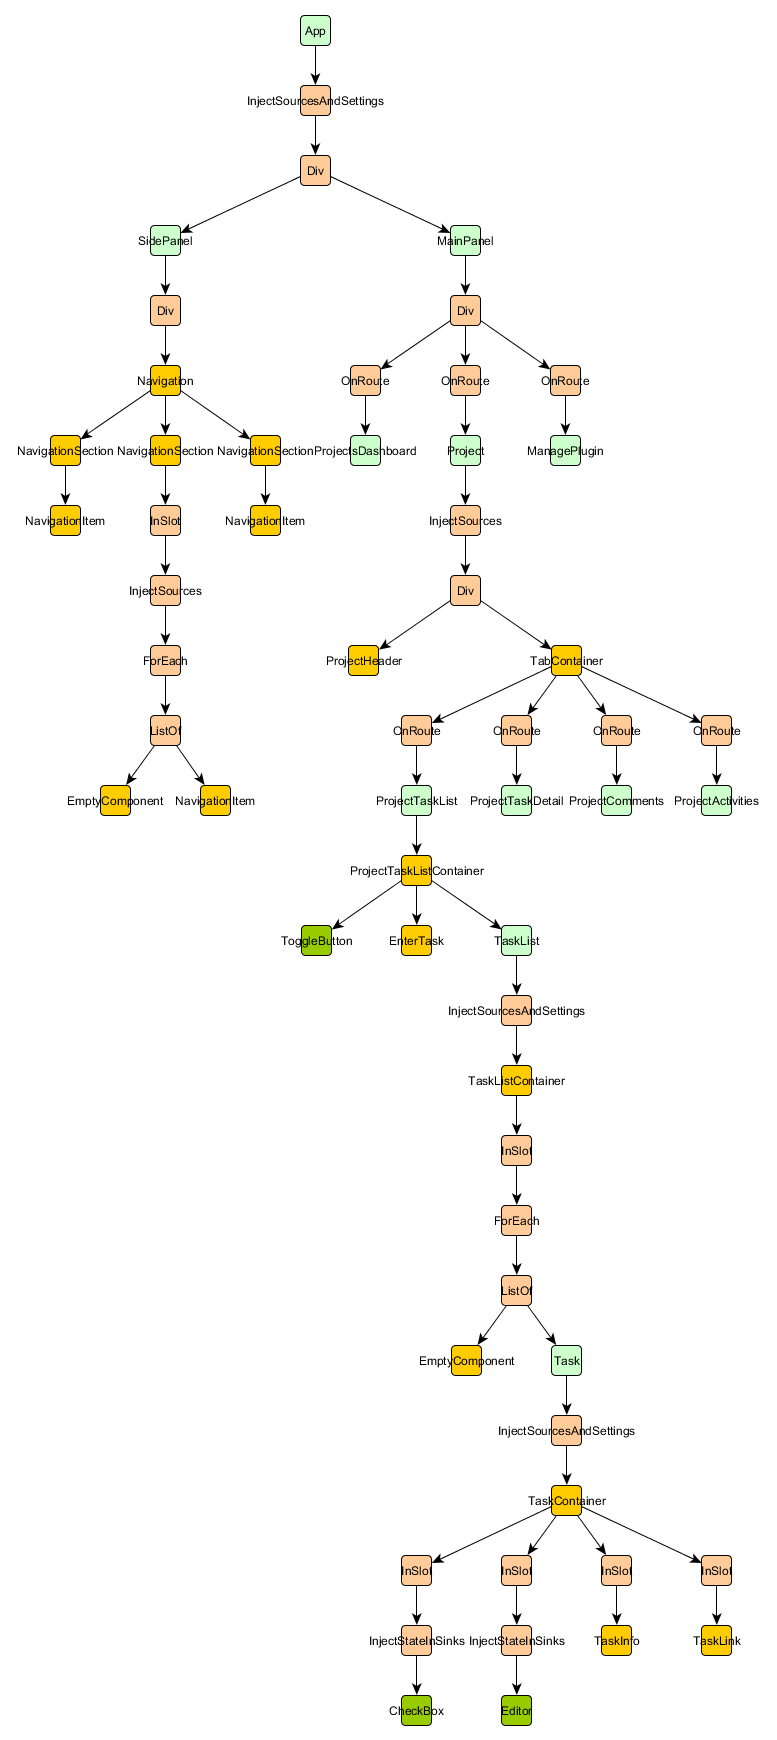 App
InjectSourcesAndSettings
Div
SidePanel
MainPanel
Div
Div
Navigation
OnRoute
OnRoute
OnRoute
NavigationSection
NavigationSection
NavigationSection
ProjectsDashboard
Project
ManagePlugin
NavigationItem
InSlot
NavigationItem
InjectSources
InjectSources
Div
ForEach
ProjectHeader
TabContainer
ListOf
OnRoute
OnRoute
OnRoute
OnRoute
EmptyComponent
NavigationItem
ProjectTaskList
ProjectTaskDetail
ProjectComments
ProjectActivities
ProjectTaskListContainer
ToggleButton
EnterTask
TaskList
InjectSourcesAndSettings
TaskListContainer
InSlot
ForEach
ListOf
EmptyComponent
Task
InjectSourcesAndSettings
TaskContainer
InSlot
InSlot
InSlot
InSlot
InjectStateInSinks
InjectStateInSinks
TaskInfo
TaskLink
CheckBox
Editor